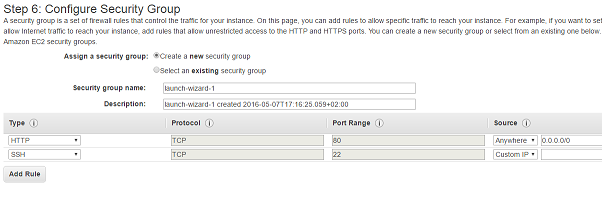 Step 6: Configure Security Group
A security group is a set of firewall rules that control the traffic for your instance. On this page, you can add rules to allow specific traffic to reach your instance. For example, if you want to set
allow Internet traffic to reach your instance, add rules that allow unrestricted access to the HTTP and HTTPS ports. You can create a new security group or select from an existing one below.
Amazon EC2 security groups.
Assign a security group: Create a new security group
Select an existing security group
Security group name: launch-wizard-1
Description: launch-wizard-1 created 2016-05-07T17:16:25.059+02:00
Type i Protocol i Port Range i Source i
HTTP TCP 80 Anywhere 0.0.0.0/0
SSH TCP 22 Custom IP
Add Rule